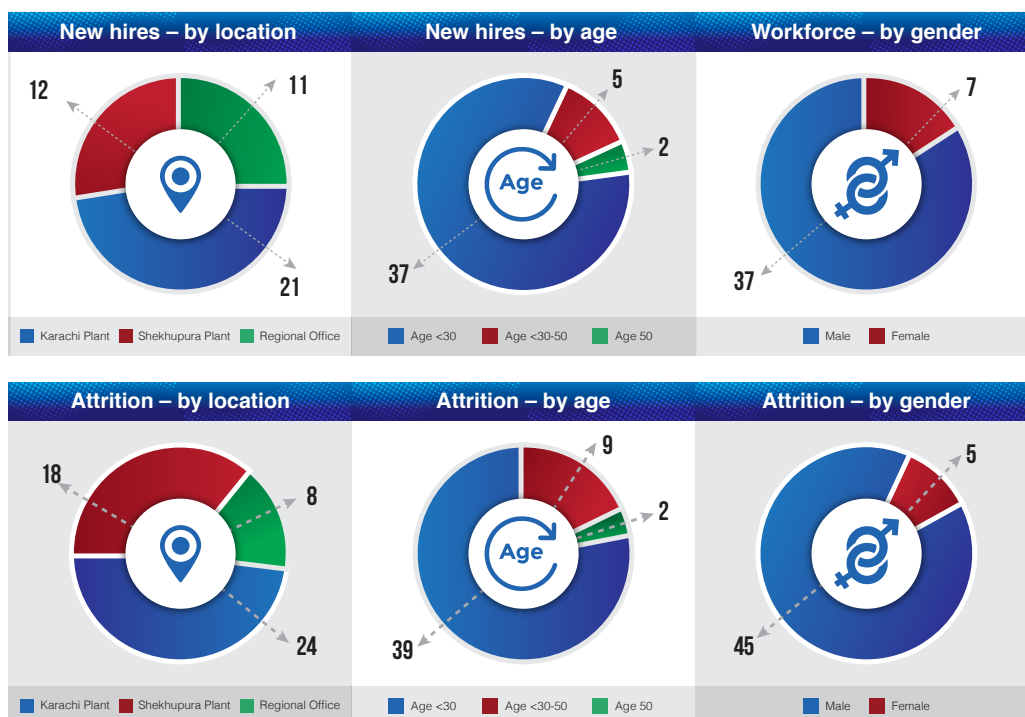 New hires – by location
12
11
21
Karachi Plant Shekhupura Plant Regional Office
New hires – by age
5
2
Age
37
Age <30 Age <30-50 Age 50
Workforce – by gender
7
37
Male Female
Attrition – by location
18
8
24
Karachi Plant Shekhupura Plant Regional Office
Attrition – by age
9
2
Age
39
Age <30 Age <30-50 Age 50
Attrition – by gender
5
45
Male Female